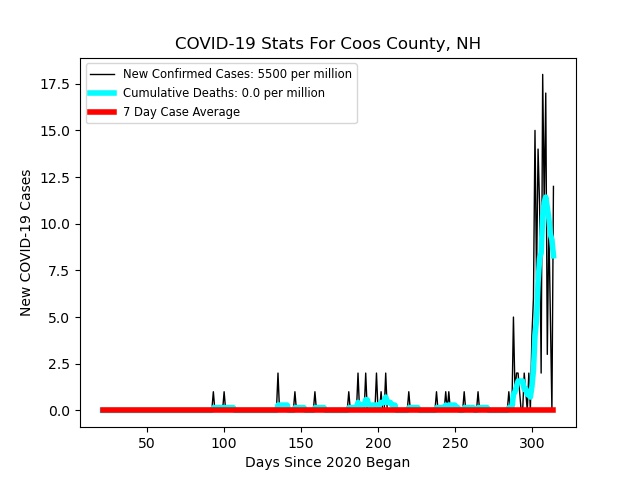 COVID-19 Stats For Coos County, NH
New Confirmed Cases: 5500 per million
Cumulative Deaths: 0.0 per million
7 Day Case Average
New COVID-19 Cases
17.5
15.0
12.5
10.0
7.5
5.0
2.5
0.0
50 100 150 200 250 300
Days Since 2020 Began